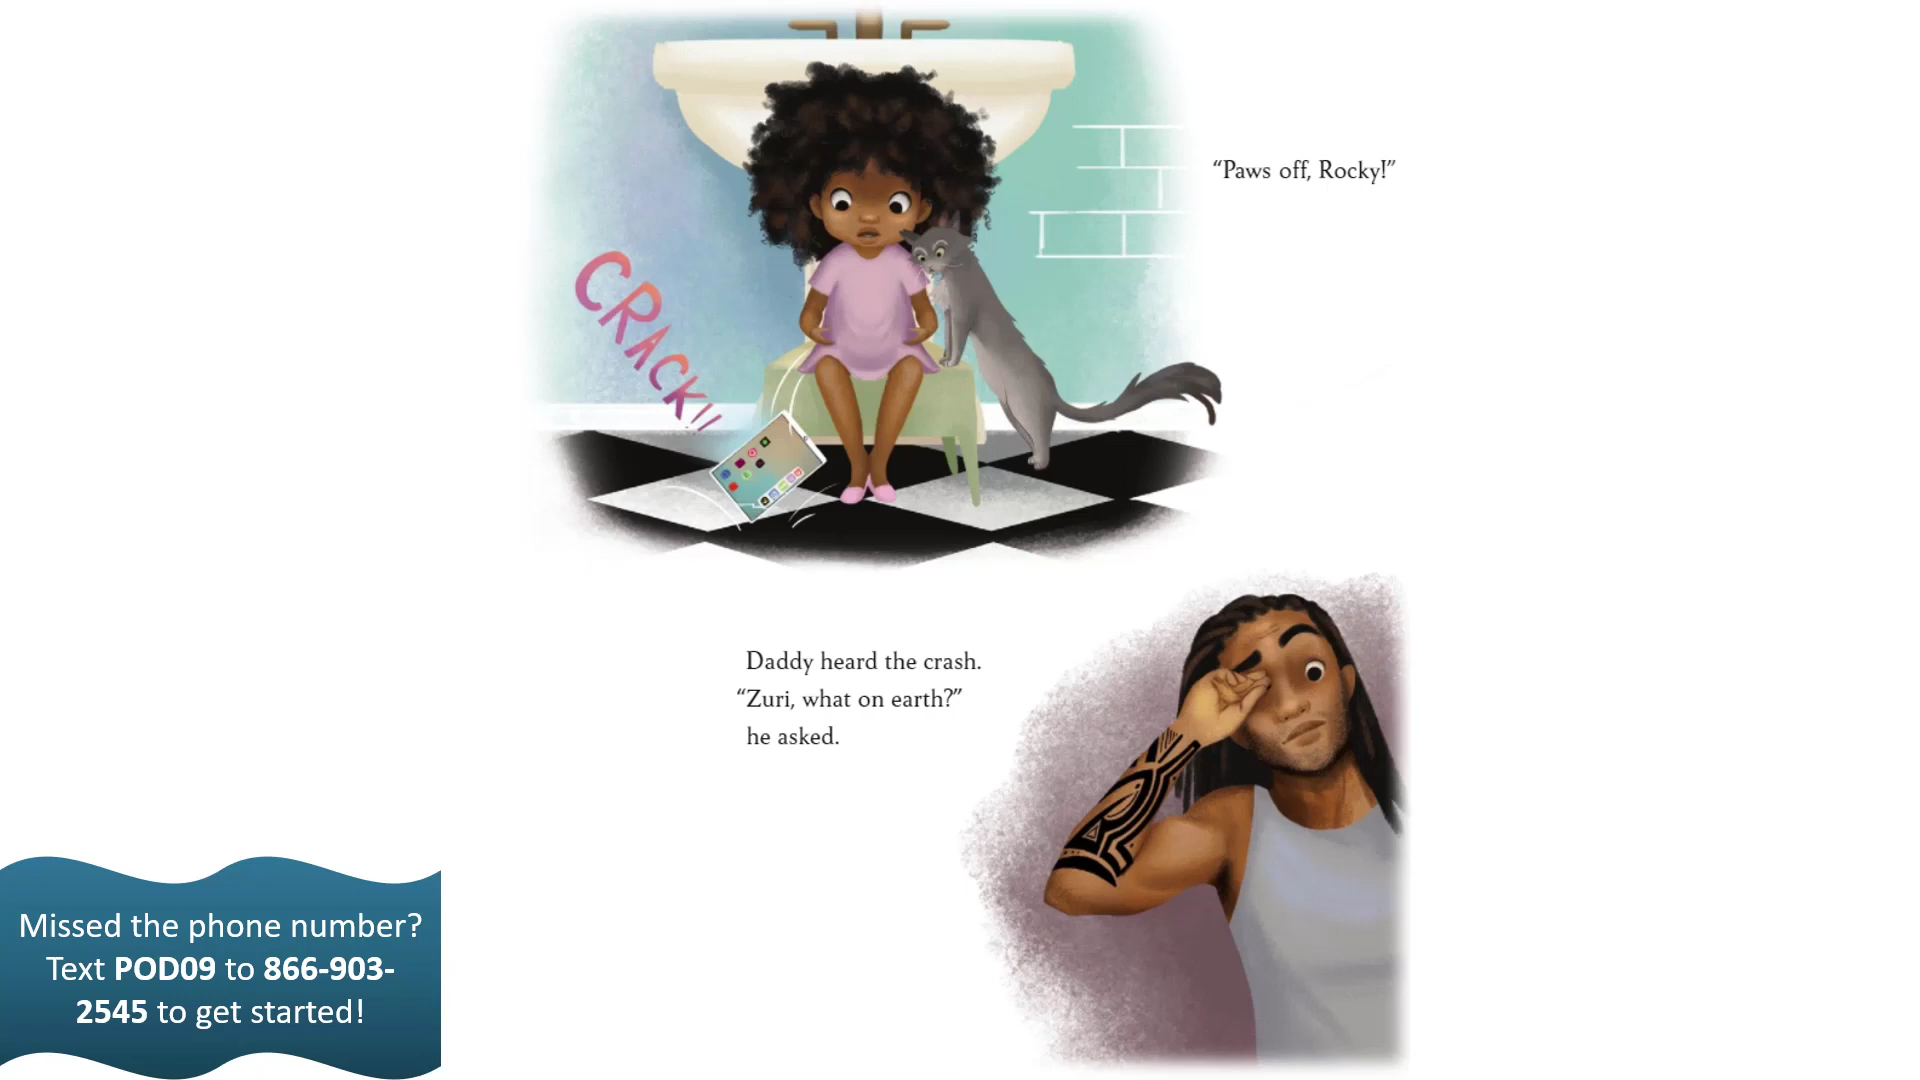 “Paws off, Rocky!”
CRACK!!
Daddy heard the crash.
“Zuri, what on earth?”
he asked.
Missed the phone number?
Text POD09 to 866-903-
2545 to get started!